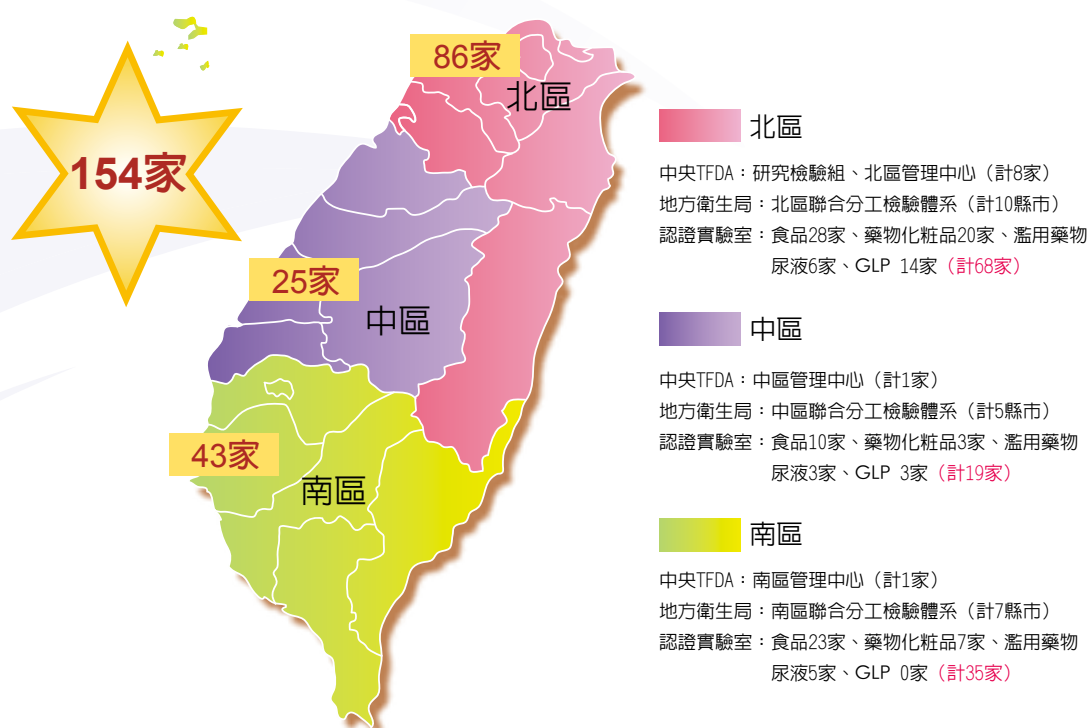 154家
86家
北區
25家
中區
43家
南區
北區
中央TFDA：研究檢驗組、北區管理中心（計8家）
地方衛生局：北區聯合分工檢驗體系（計10縣市）
認證實驗室：食品28家、藥物化粧品20家、濫用藥物
尿液6家、GLP 14家（計68家）
中區
中央TFDA：中區管理中心（計1家）
地方衛生局：中區聯合分工檢驗體系（計5縣市）
認證實驗室：食品10家、藥物化粧品3家、濫用藥物
尿液3家、GLP 3家（計19家）
南區
中央TFDA：南區管理中心（計1家）
地方衛生局：南區聯合分工檢驗體系（計7縣市）
認證實驗室：食品23家、藥物化粧品7家、濫用藥物
尿液5家、GLP 0家（計35家）